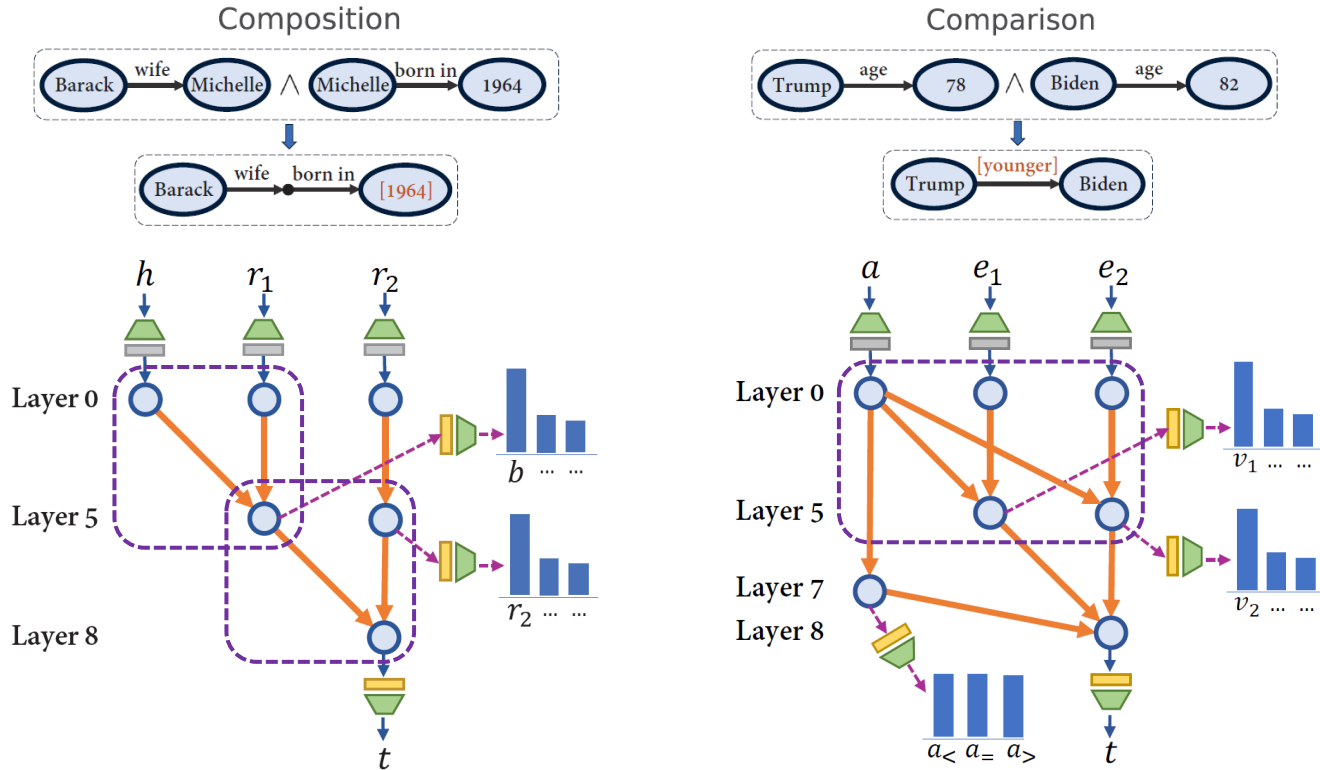 Composition
Barack wife Michelle ∧ Michelle born in 1964
Barack wife born in [1964]
h r₁ r₂
Layer 0
b ... ...
Layer 5
r₂ ... ...
Layer 8
t
Comparison
Trump age 78 ∧ Biden age 82
Trump [younger] Biden
a e₁ e₂
Layer 0
v₁ ... ...
Layer 5
v₂ ... ...
Layer 7
Layer 8
a< a= a>
t